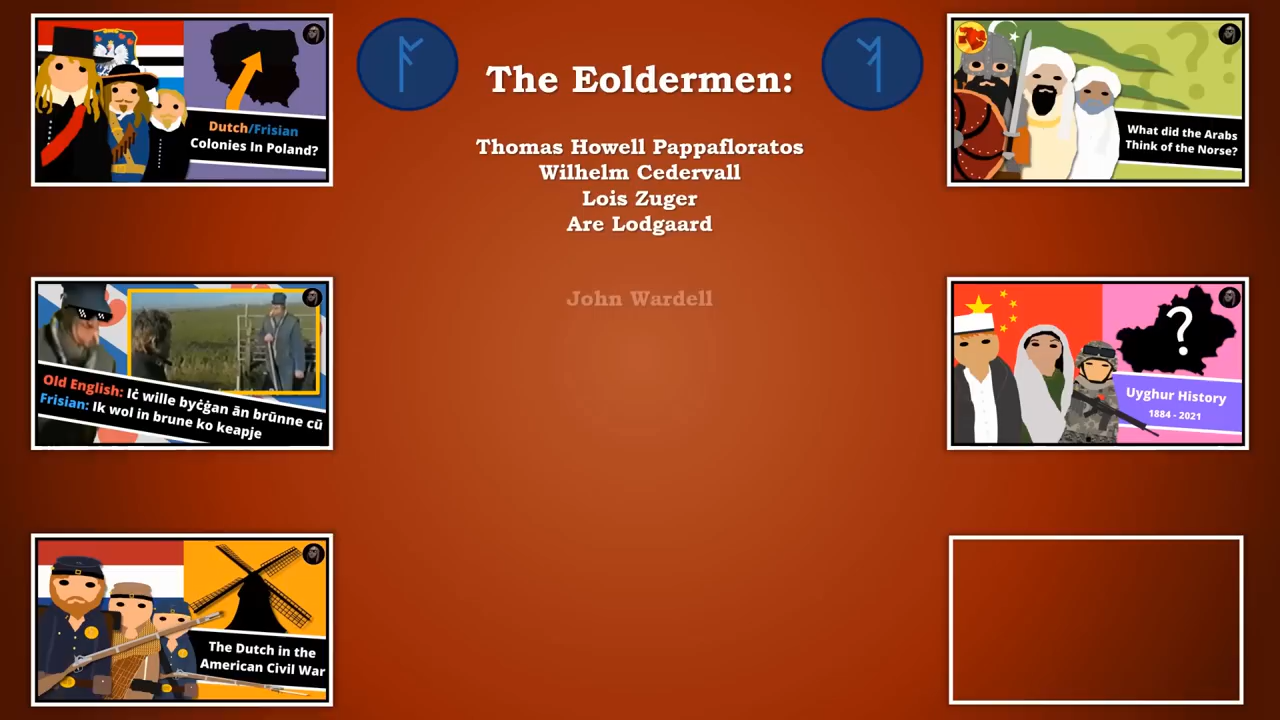 The Eoldermen:
Thomas Howell Pappafloratos
Wilhelm Cedervall
Lois Zuger
Are Lodgaard
John Wardell
Dutch/Frisian
Colonies In Poland?
What did the Arabs
Think of the Norse?
Old English: Iċ wille byċġan ān brūnne cū
Frisian: Ik wol in brune ko keapje
Uyghur History
1884 - 2021
The Dutch in the
American Civil War